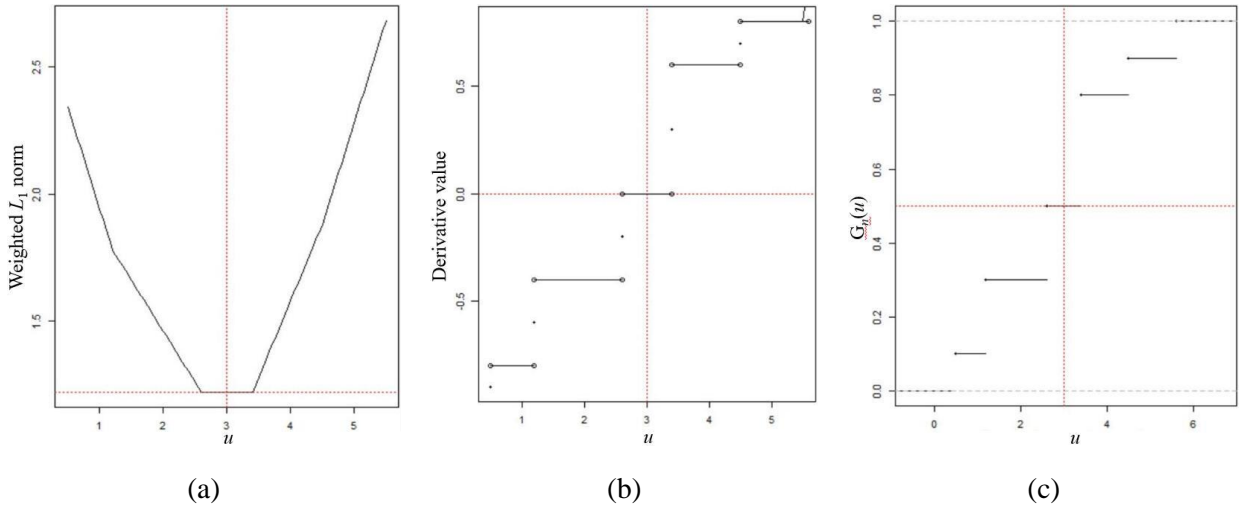 Weighted L₁ norm
2.5
2.0
1.5
1 2 3 4 5
u
(a)
Derivative value
0.5
0.0
-0.5
1 2 3 4 5
u
(b)
Gₙ(u)
1.0
0.8
0.6
0.4
0.2
0.0
0 2 4 6
u
(c)